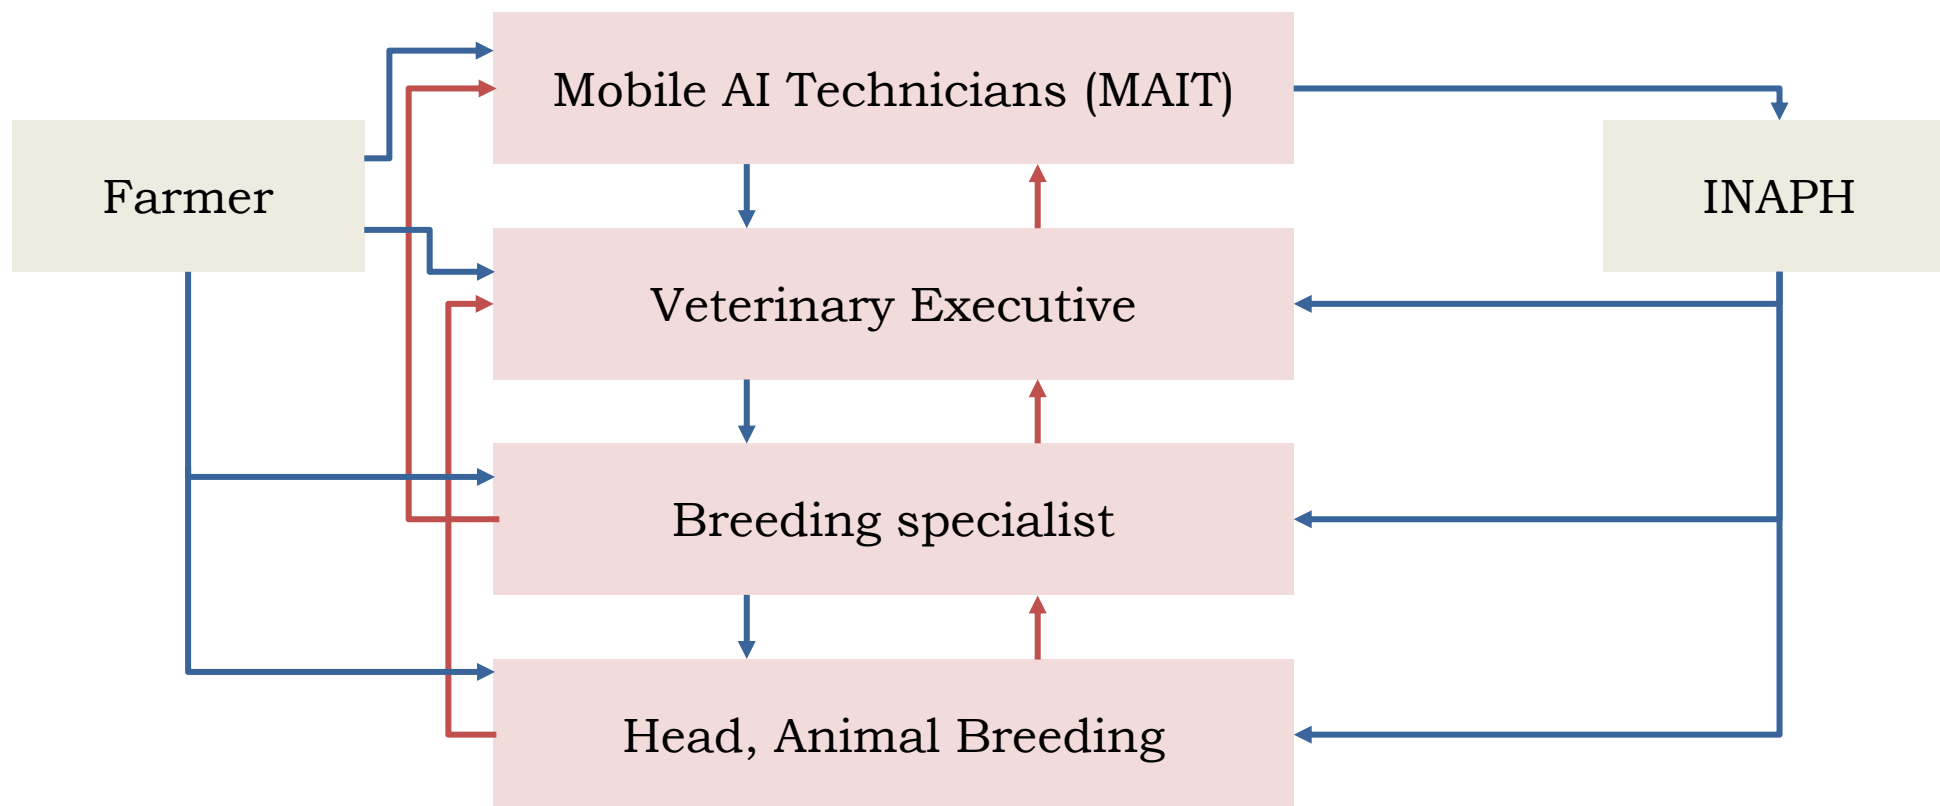 Mobile AI Technicians (MAIT)
Farmer
INAPH
Veterinary Executive
Breeding specialist
Head, Animal Breeding